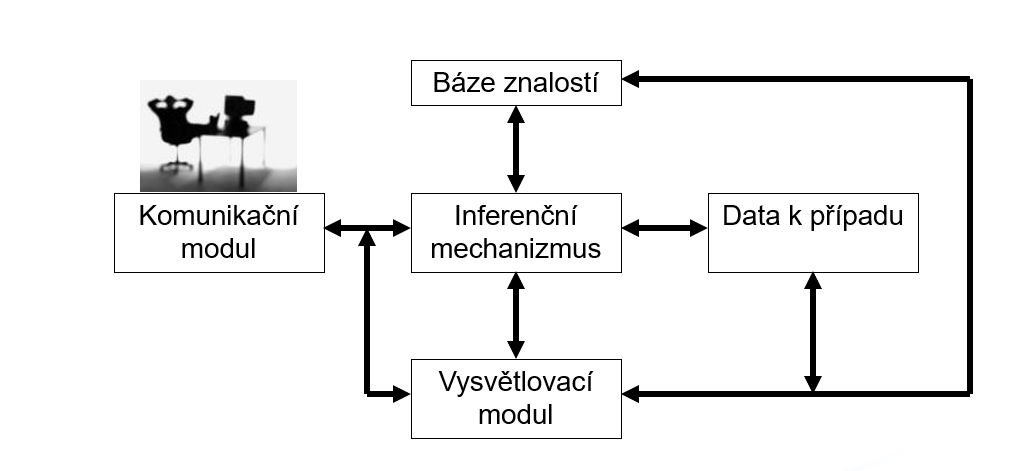 Báze znalostí
Komunikační
modul
Inferenční
mechanizmus
Data k případu
Vysvětlovací
modul